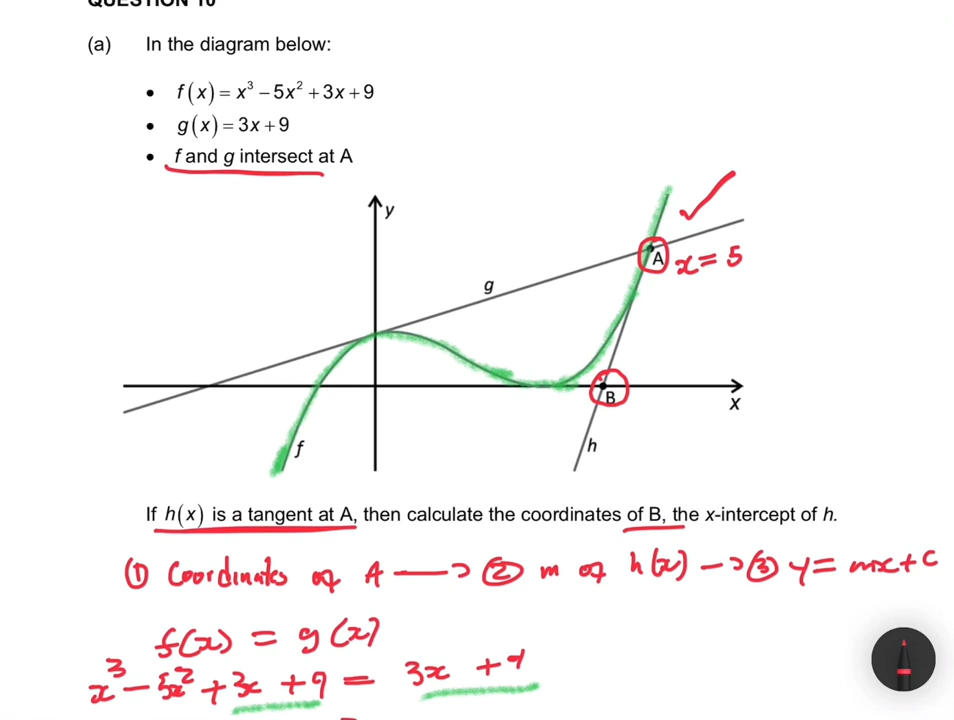 QUESTION 10
(a) In the diagram below:
• f(x) = x³ − 5x² + 3x + 9
• g(x) = 3x + 9
• f and g intersect at A
y
A
x = 5
g
B
x
f
h
If h(x) is a tangent at A, then calculate the coordinates of B, the x-intercept of h.
① Coordinates of A → ② m of h(x) → ③ y = mx + c
f(x) = g(x)
x³ − 5x² + 3x + 9 = 3x + 9